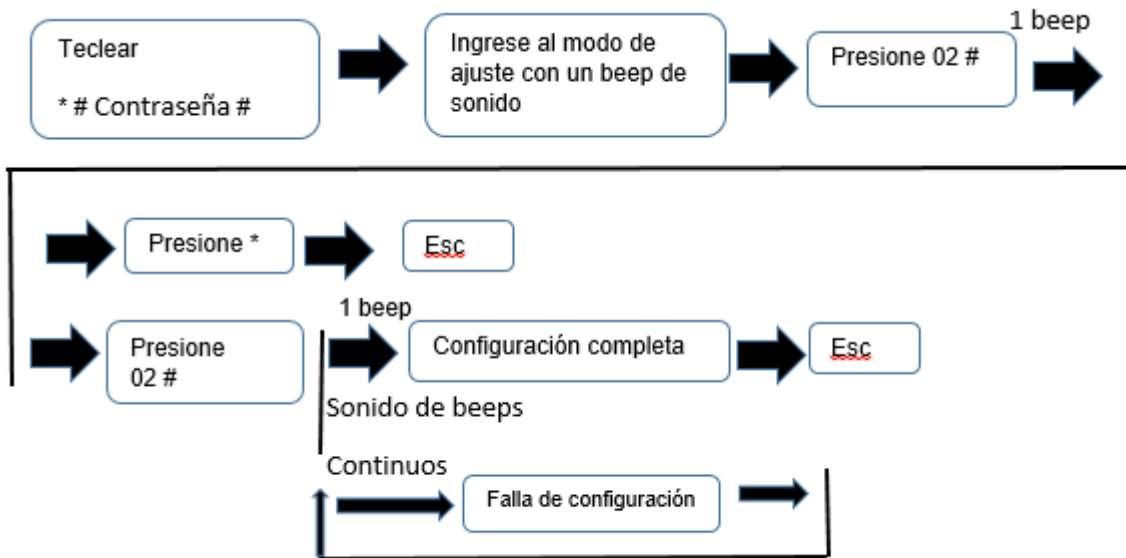 Teclear
* # Contraseña #
Ingrese al modo de
ajuste con un beep de
sonido
Presione 02 #
1 beep
Presione *
Esc
Presione
02 #
1 beep
Configuración completa
Esc
Sonido de beeps
Continuos
Falla de configuración